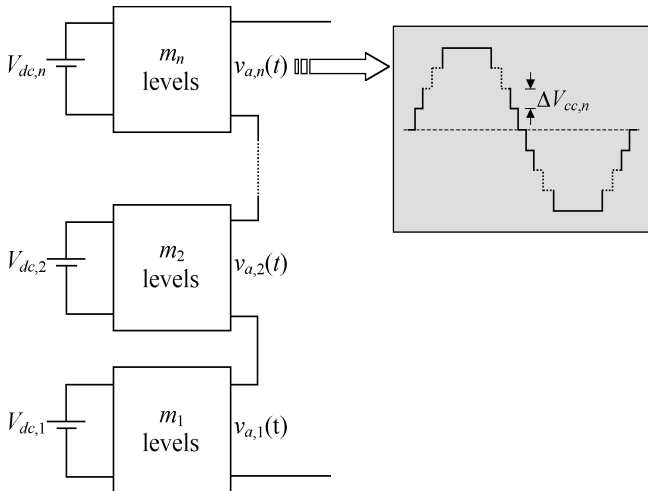 V_{dc,n}
m_n
levels
v_{a,n}(t)
ΔV_{cc,n}
V_{dc,2}
m_2
levels
v_{a,2}(t)
V_{dc,1}
m_1
levels
v_{a,1}(t)